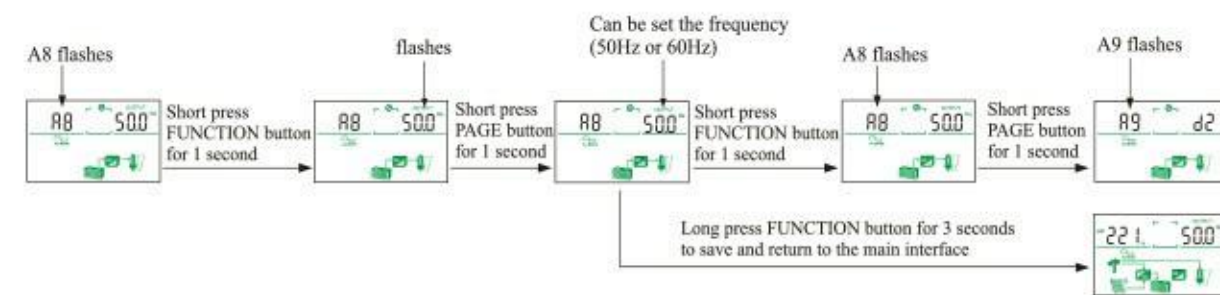 Can be set the frequency
(50Hz or 60Hz)
A8 flashes
flashes
A8 flashes
A9 flashes
A8 50.0
Short press
FUNCTION button
for 1 second
A8 50.0
Short press
PAGE button
for 1 second
A8 50.0
Short press
FUNCTION button
for 1 second
A8 50.0
Short press
PAGE button
for 1 second
A9 d2
Long press FUNCTION button for 3 seconds
to save and return to the main interface
221. 50.0